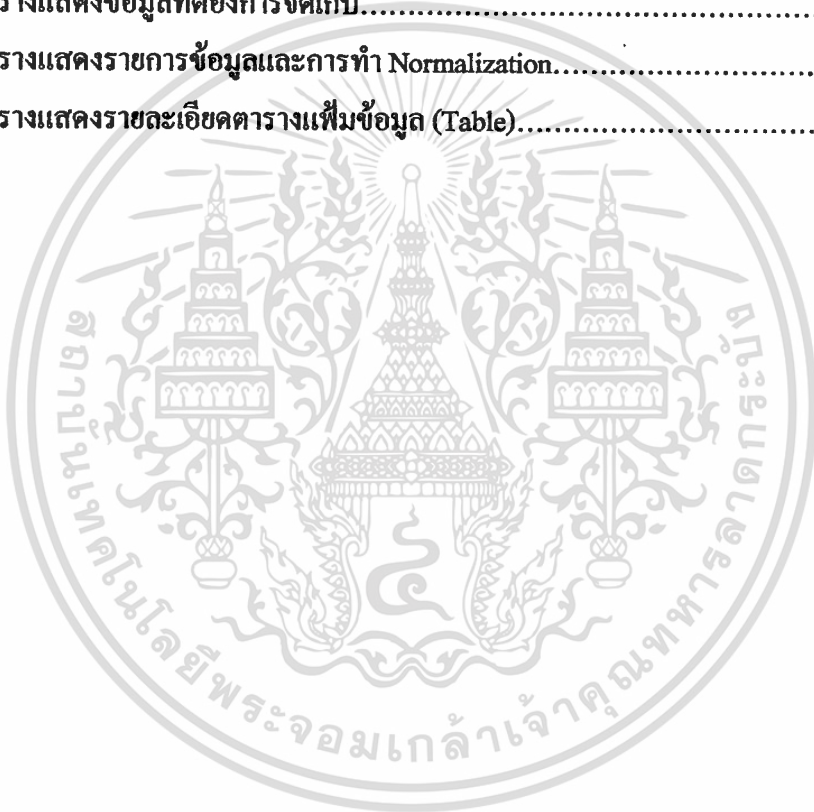 รางแสดงข้อมูลที่ต้องการจัดเก็บ
รางแสดงรายการข้อมูลและการทำ Normalization
รางแสดงรายละเอียดตารางแฟ้มข้อมูล (Table)
สถาบันเทคโนโลยีพระจอมเกล้าเจ้าคุณทหารลาดกระบัง